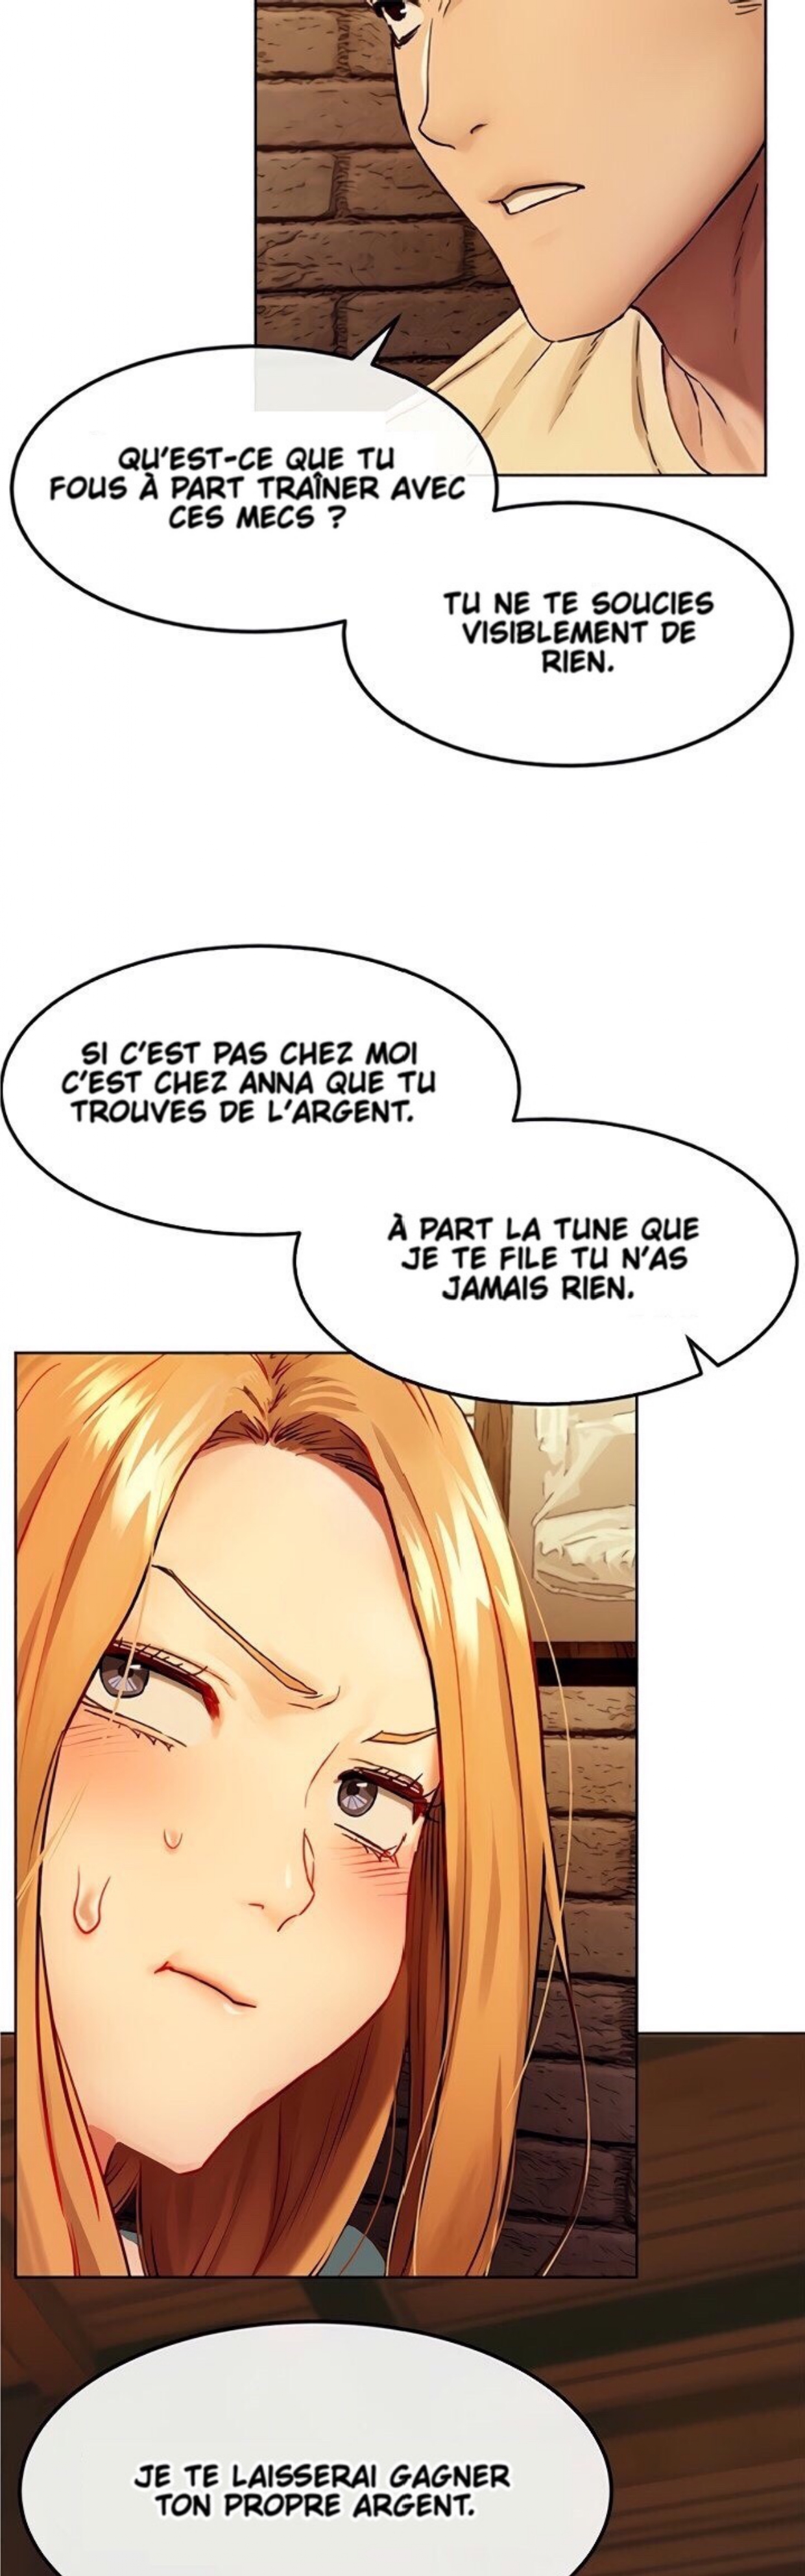 QU'EST-CE QUE TU
FOUS À PART TRAÎNER AVEC
CES MECS ?
TU NE TE SOUCIES
VISIBLEMENT DE
RIEN.
SI C'EST PAS CHEZ MOI
C'EST CHEZ ANNA QUE TU
TROUVES DE L'ARGENT.
À PART LA TUNE QUE
JE TE FILE TU N'AS
JAMAIS RIEN.
JE TE LAISSERAI GAGNER
TON PROPRE ARGENT.